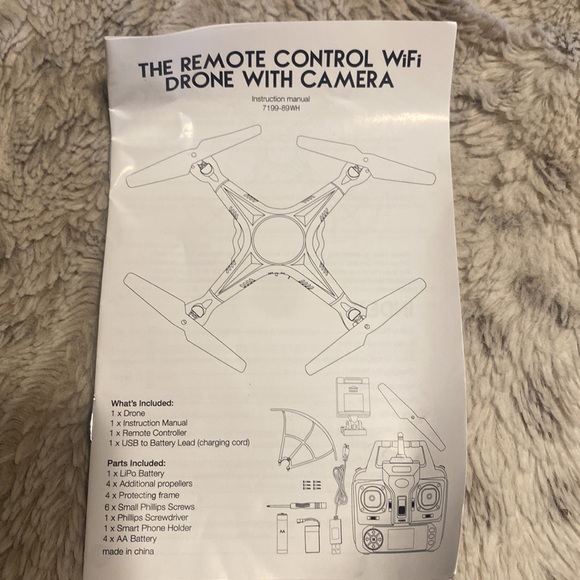 THE REMOTE CONTROL WiFi
DRONE WITH CAMERA
Instruction manual
7199-89WH
What's Included:
1 x Drone
1 x Instruction Manual
1 x Remote Controller
1 x USB to Battery Lead (charging cord)
Parts Included:
1 x LiPo Battery
4 x Additional propellers
4 x Protecting frame
6 x Small Phillips Screws
1 x Phillips Screwdriver
1 x Smart Phone Holder
4 x AA Battery
made in china
AA